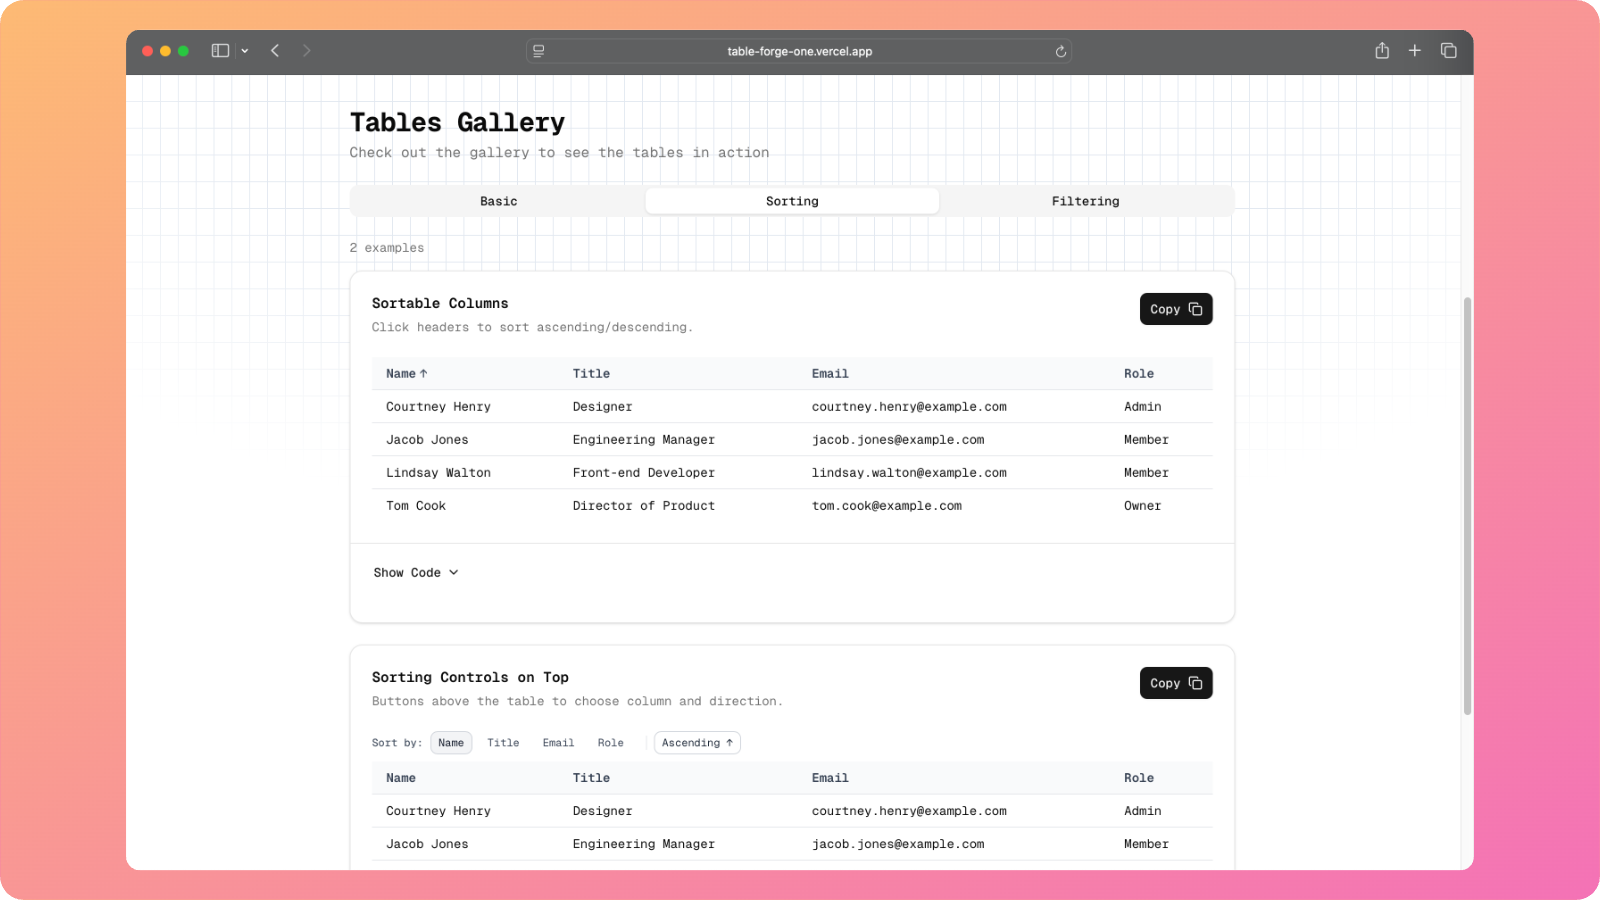 table-forge-one.vercel.app
Tables Gallery
Check out the gallery to see the tables in action
Basic Sorting Filtering
2 examples
Sortable Columns
Copy
Click headers to sort ascending/descending.
Name ↑ Title Email Role
Courtney Henry Designer courtney.henry@example.com Admin
Jacob Jones Engineering Manager jacob.jones@example.com Member
Lindsay Walton Front-end Developer lindsay.walton@example.com Member
Tom Cook Director of Product tom.cook@example.com Owner
Show Code
Sorting Controls on Top
Copy
Buttons above the table to choose column and direction.
Sort by: Name Title Email Role Ascending ↑
Name Title Email Role
Courtney Henry Designer courtney.henry@example.com Admin
Jacob Jones Engineering Manager jacob.jones@example.com Member